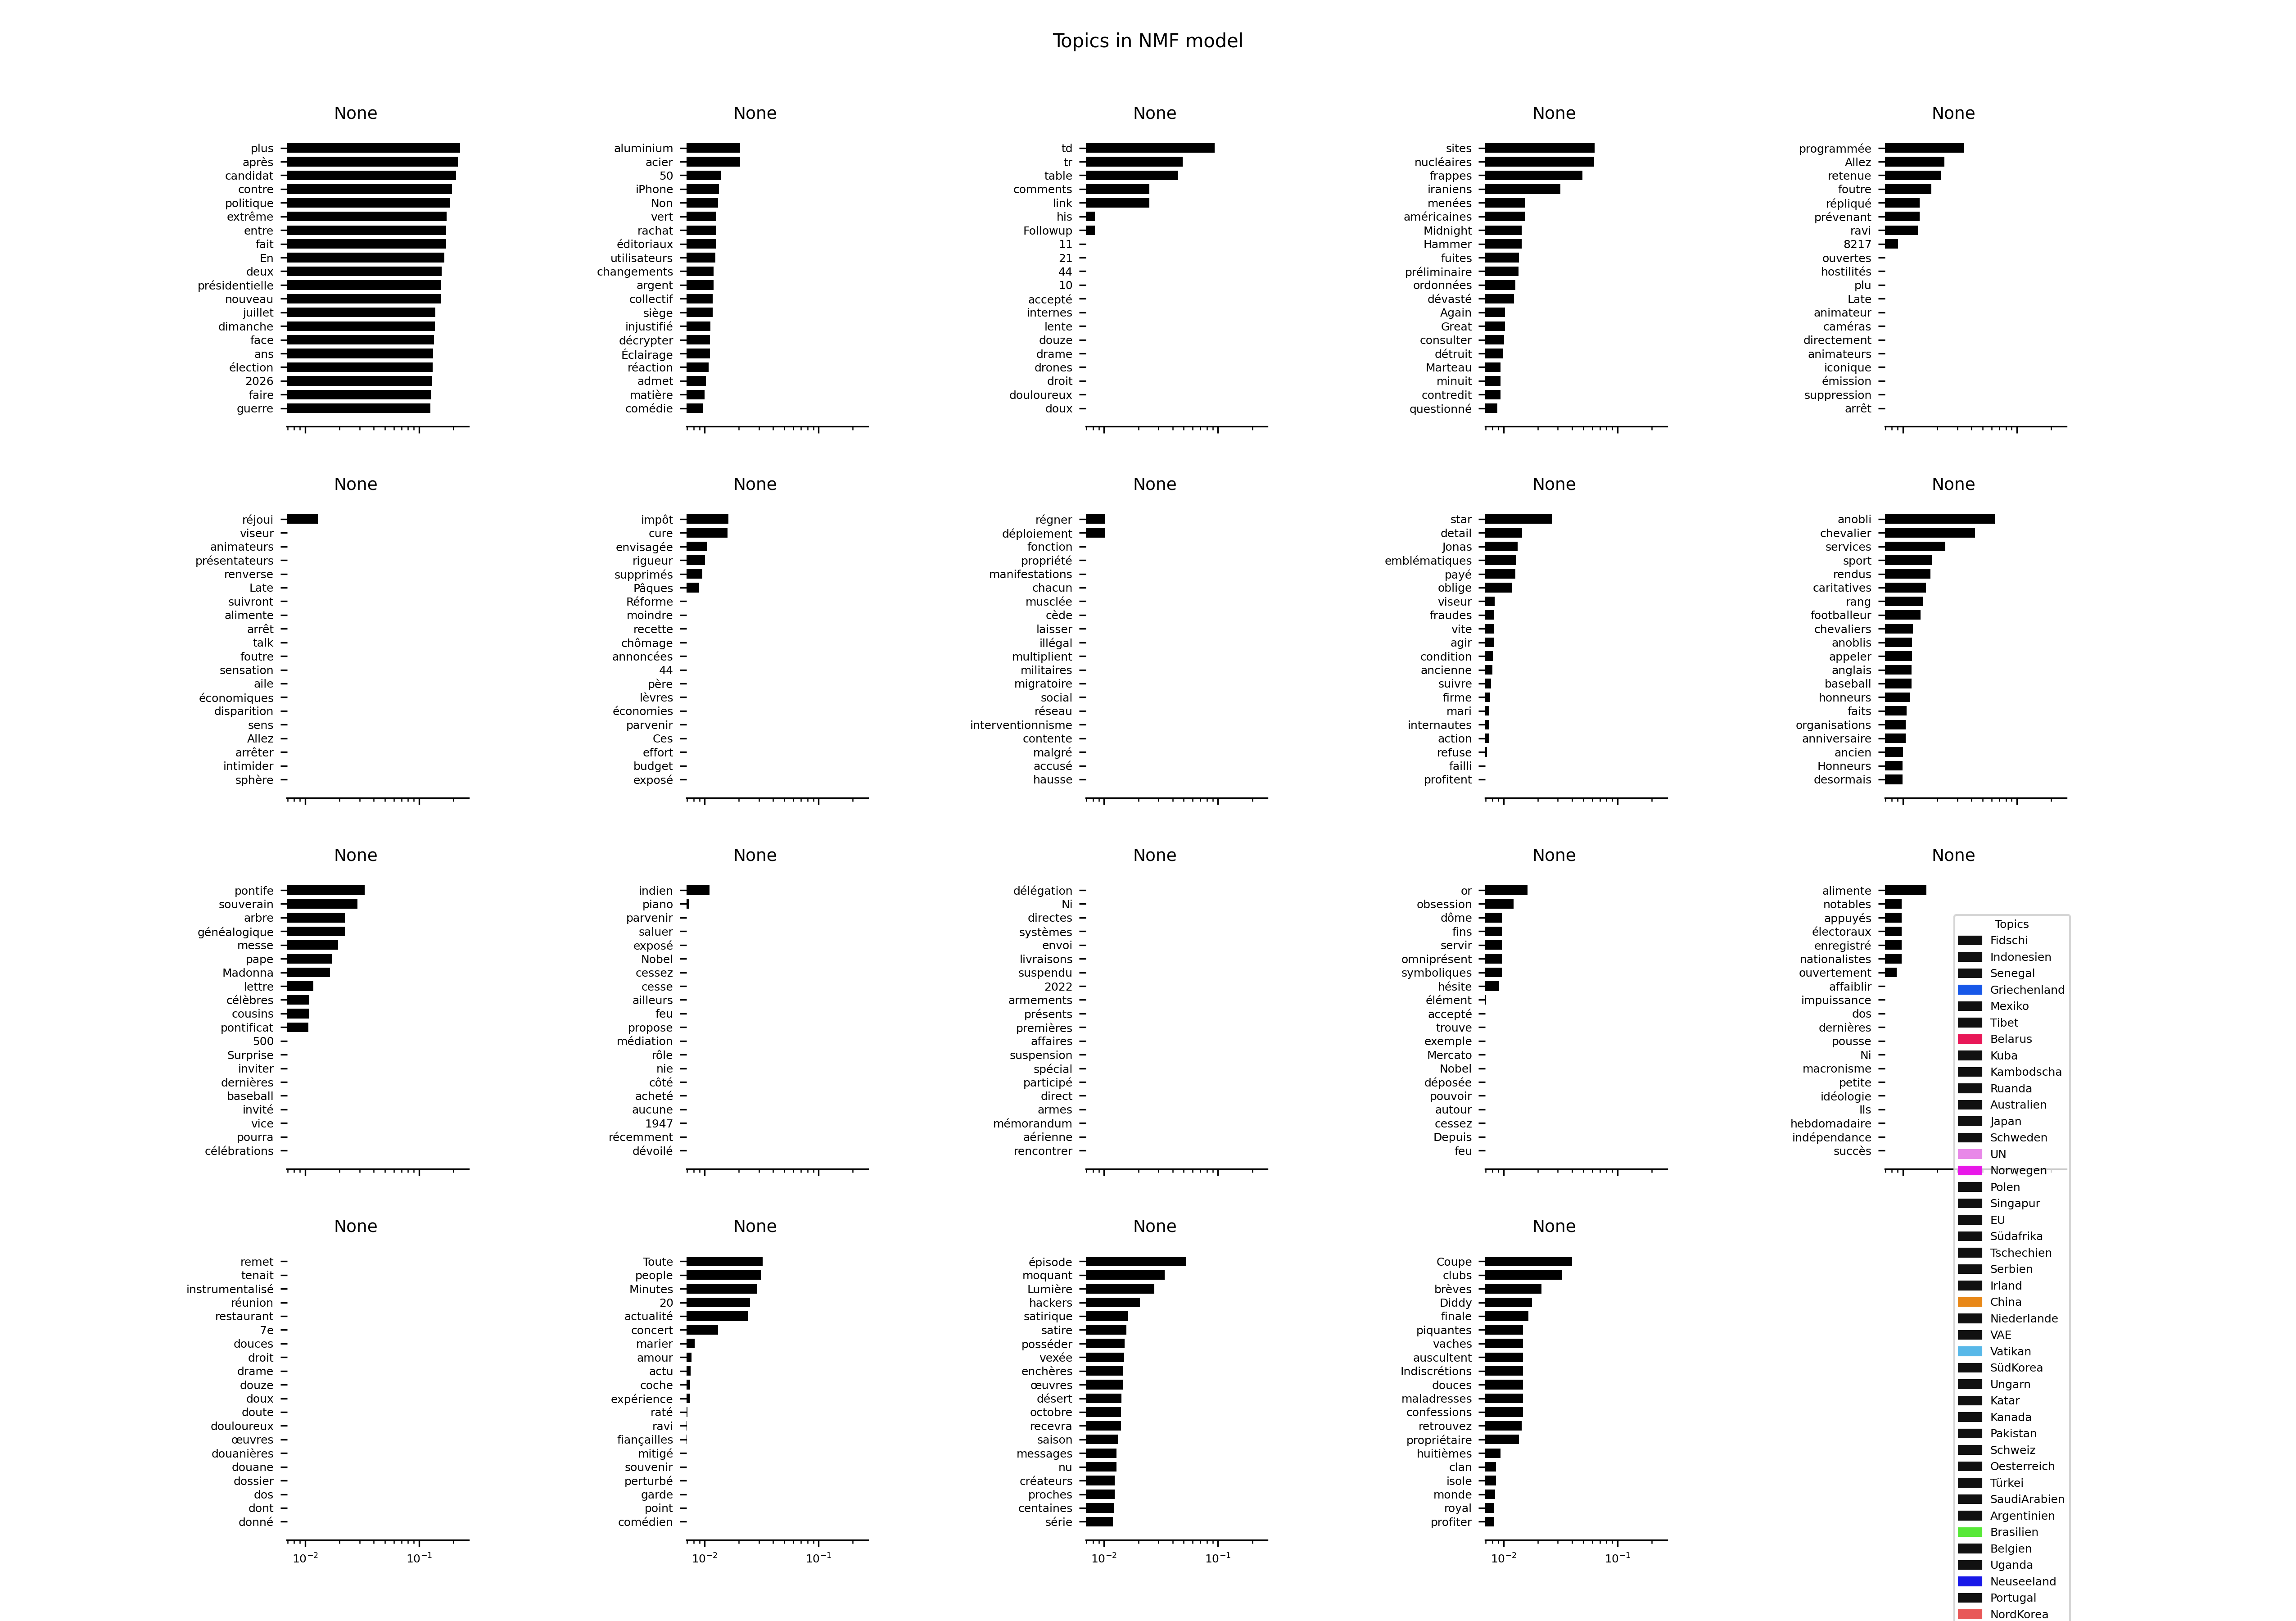 Topics in NMF model
None
plus
après
candidat
contre
politique
extrême
entre
fait
En
deux
présidentielle
nouveau
juillet
dimanche
face
ans
élection
2026
faire
guerre
None
aluminium
acier
50
iPhone
Non
vert
rachat
éditoriaux
utilisateurs
changements
argent
collectif
siège
injustifié
décrypter
Éclairage
réaction
admet
matière
comédie
None
td
tr
table
comments
link
his
Followup
11
21
44
10
accepté
internes
lente
douze
drame
drones
droit
douloureux
doux
None
sites
nucléaires
frappes
iraniens
menées
américaines
Midnight
Hammer
fuites
préliminaire
ordonnées
dévasté
Again
Great
consulter
détruit
Marteau
minuit
contredit
questionné
None
programmée
Allez
retenue
foutre
répliqué
prévenant
ravi
8217
ouvertes
hostilités
plu
Late
animateur
caméras
directement
animateurs
iconique
émission
suppression
arrêt
None
réjoui
viseur
animateurs
présentateurs
renverse
Late
suivront
alimente
arrêt
talk
foutre
sensation
aile
économiques
disparition
sens
Allez
arrêter
intimider
sphère
None
impôt
cure
envisagée
rigueur
supprimés
Pâques
Réforme
moindre
recette
chômage
annoncées
44
père
lèvres
économies
parvenir
Ces
effort
budget
exposé
None
régner
déploiement
fonction
propriété
manifestations
chacun
musclée
cède
laisser
illégal
multiplient
militaires
migratoire
social
réseau
interventionnisme
contente
malgré
accusé
hausse
None
star
detail
Jonas
emblématiques
payé
oblige
viseur
fraudes
vite
agir
condition
ancienne
suivre
firme
mari
internautes
action
refuse
failli
profitent
None
anobli
chevalier
services
sport
rendus
caritatives
rang
footballeur
chevaliers
anoblis
appeler
anglais
baseball
honneurs
faits
organisations
anniversaire
ancien
Honneurs
desormais
None
pontife
souverain
arbre
généalogique
messe
pape
Madonna
lettre
célèbres
cousins
pontificat
500
Surprise
inviter
dernières
baseball
invité
vice
pourra
célébrations
None
indien
piano
parvenir
saluer
exposé
Nobel
cessez
cesse
ailleurs
feu
propose
médiation
rôle
nie
côté
acheté
aucune
1947
récemment
dévoilé
None
délégation
Ni
directes
systèmes
envoi
livraisons
suspendu
2022
armements
présents
premières
affaires
suspension
spécial
participé
direct
armes
mémorandum
aérienne
rencontrer
None
or
obsession
dôme
fins
servir
omniprésent
symboliques
hésite
élément
accepté
trouve
exemple
Mercato
Nobel
déposée
pouvoir
autour
cessez
Depuis
feu
None
alimente
notables
appuyés
électoraux
enregistré
nationalistes
ouvertement
affaiblir
impuissance
dos
dernières
pousse
Ni
macronisme
petite
idéologie
Ils
hebdomadaire
indépendance
succès
None
remet
tenait
instrumentalisé
réunion
restaurant
7e
douces
droit
drame
douze
doux
doute
douloureux
œuvres
douanières
douane
dossier
dos
dont
donné
10⁻² 10⁻¹
None
Toute
people
Minutes
20
actualité
concert
marier
amour
actu
coche
expérience
raté
ravi
fiançailles
mitigé
souvenir
perturbé
garde
point
comédien
10⁻² 10⁻¹
None
épisode
moquant
Lumière
hackers
satirique
satire
posséder
vexée
enchères
œuvres
désert
octobre
recevra
saison
messages
nu
créateurs
proches
centaines
série
10⁻² 10⁻¹
None
Coupe
clubs
brèves
Diddy
finale
piquantes
vaches
auscultent
Indiscrétions
douces
maladresses
confessions
retrouvez
propriétaire
huitièmes
clan
isole
monde
royal
profiter
10⁻² 10⁻¹
Topics
Fidschi
Indonesien
Senegal
Griechenland
Mexiko
Tibet
Belarus
Kuba
Kambodscha
Ruanda
Australien
Japan
Schweden
UN
Norwegen
Polen
Singapur
EU
Südafrika
Tschechien
Serbien
Irland
China
Niederlande
VAE
Vatikan
SüdKorea
Ungarn
Katar
Kanada
Pakistan
Schweiz
Oesterreich
Türkei
SaudiArabien
Argentinien
Brasilien
Belgien
Uganda
Neuseeland
Portugal
NordKorea